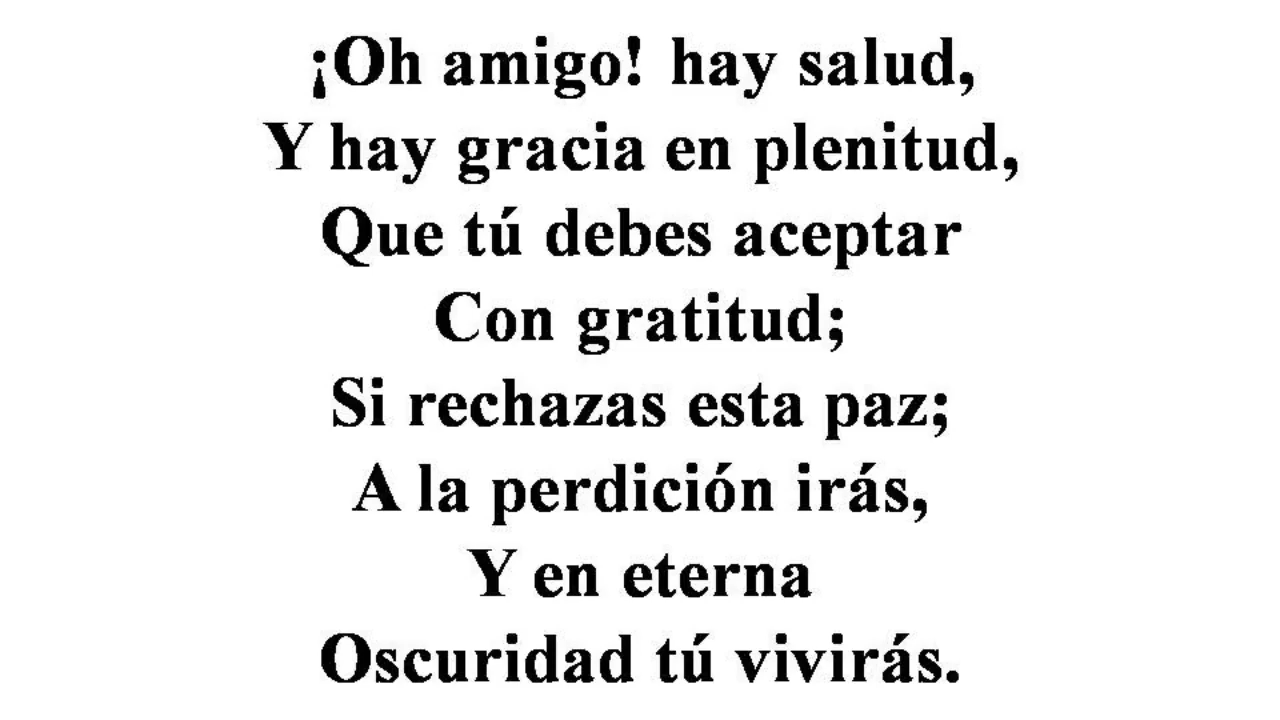 ¡Oh amigo! hay salud,
Y hay gracia en plenitud,
Que tú debes aceptar
Con gratitud;
Si rechazas esta paz;
A la perdición irás,
Y en eterna
Oscuridad tú vivirás.